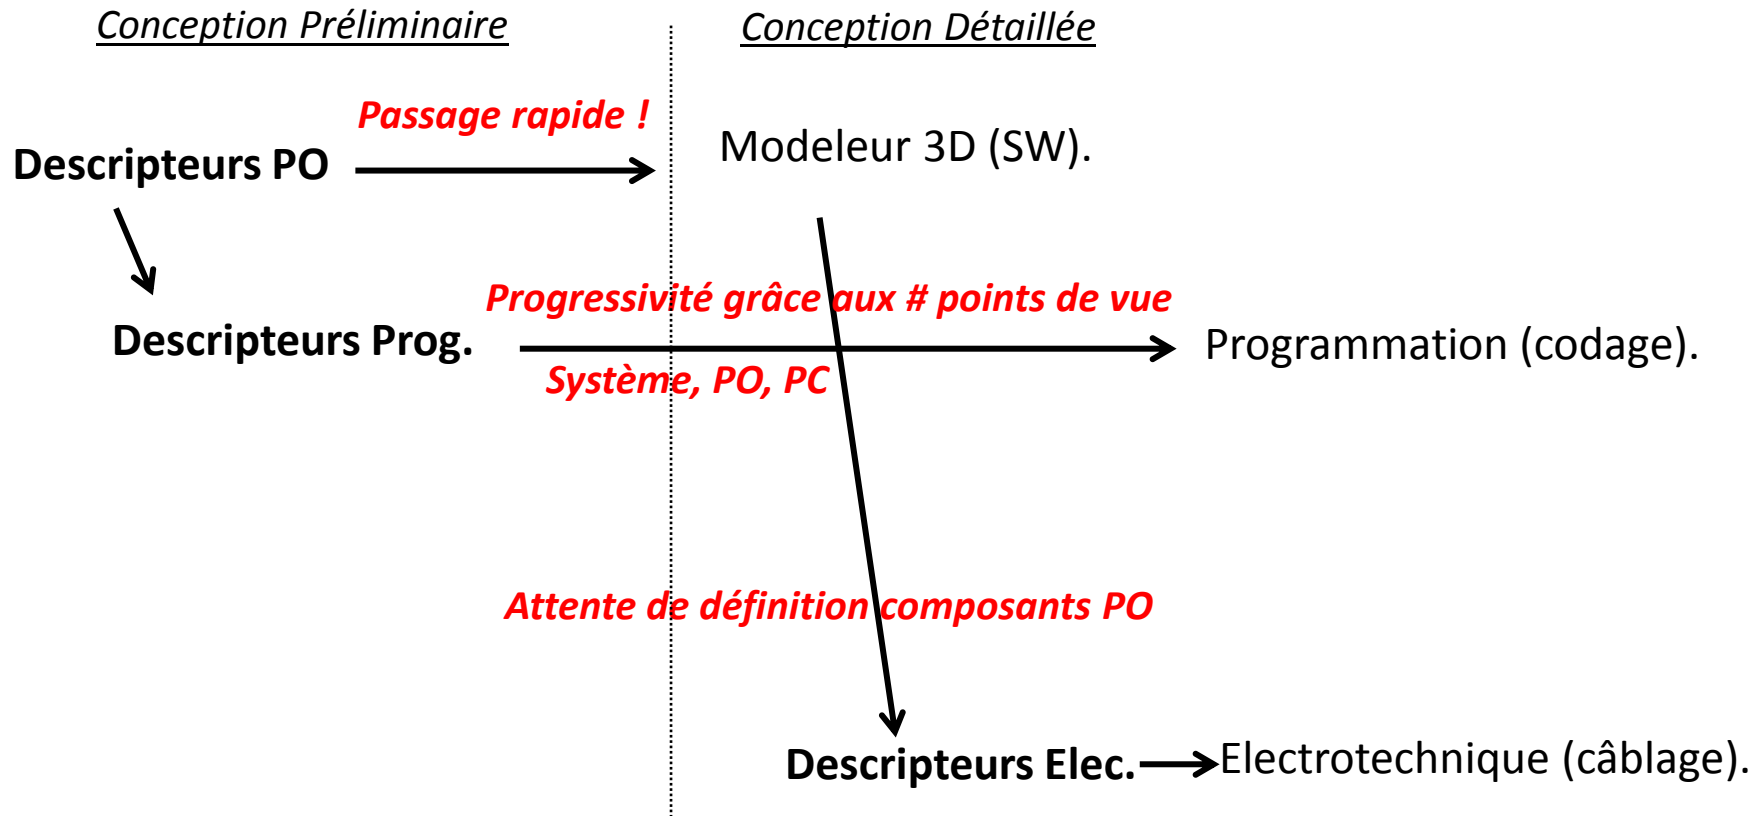 Conception Préliminaire
Conception Détaillée
Passage rapide !
Descripteurs PO
Modeleur 3D (SW).
Progressivité grâce aux # points de vue
Descripteurs Prog.
Programmation (codage).
Système, PO, PC
Attente de définition composants PO
Descripteurs Elec.
Electrotechnique (câblage).